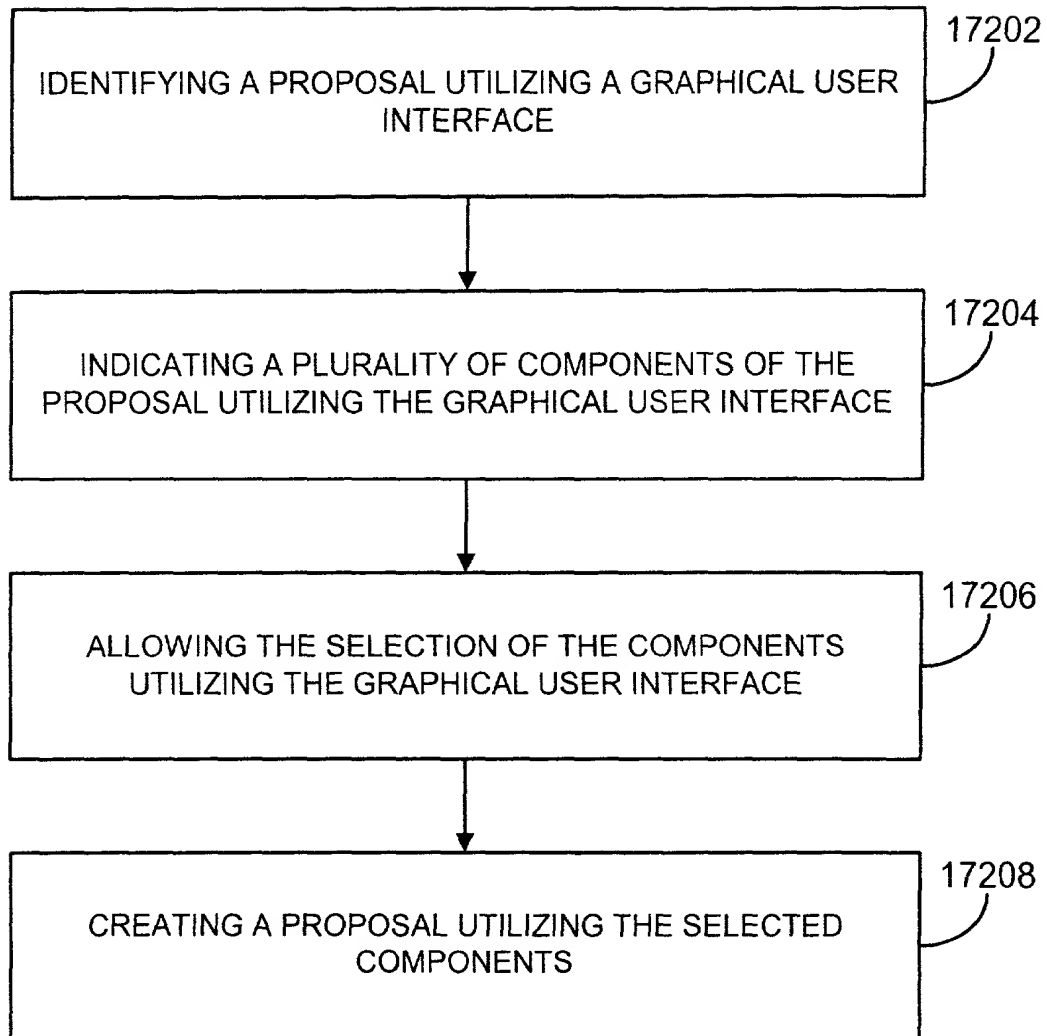 17202
IDENTIFYING A PROPOSAL UTILIZING A GRAPHICAL USER
INTERFACE
17204
INDICATING A PLURALITY OF COMPONENTS OF THE
PROPOSAL UTILIZING THE GRAPHICAL USER INTERFACE
17206
ALLOWING THE SELECTION OF THE COMPONENTS
UTILIZING THE GRAPHICAL USER INTERFACE
17208
CREATING A PROPOSAL UTILIZING THE SELECTED
COMPONENTS